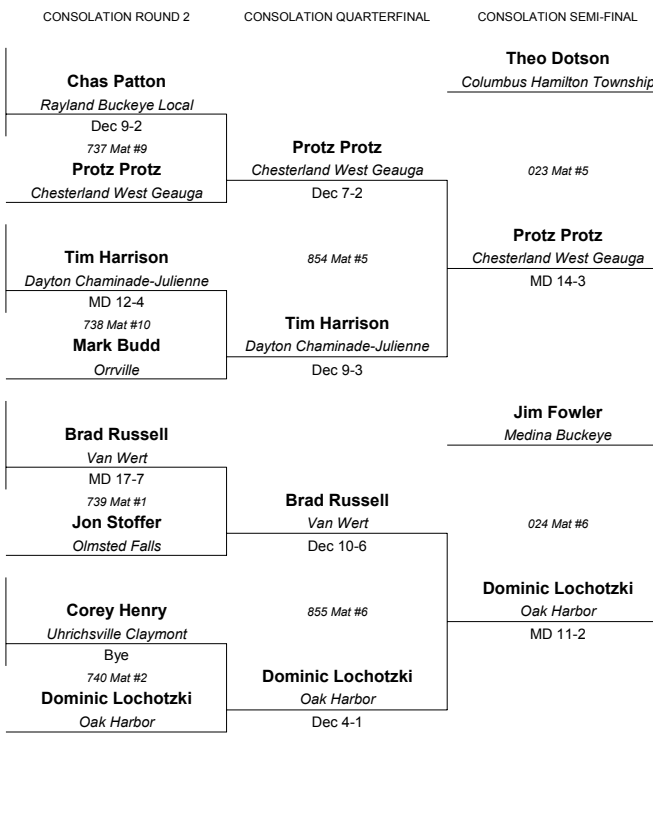 CONSOLATION ROUND 2
CONSOLATION QUARTERFINAL
CONSOLATION SEMI-FINAL
Chas Patton
Rayland Buckeye Local
Dec 9-2
737 Mat #9
Protz Protz
Chesterland West Geauga
Tim Harrison
Dayton Chaminade-Julienne
MD 12-4
738 Mat #10
Mark Budd
Orrville
Brad Russell
Van Wert
MD 17-7
739 Mat #1
Jon Stoffer
Olmsted Falls
Corey Henry
Uhrichsville Claymont
Bye
740 Mat #2
Dominic Lochotzki
Oak Harbor
Protz Protz
Chesterland West Geauga
Dec 7-2
854 Mat #5
Tim Harrison
Dayton Chaminade-Julienne
Dec 9-3
Brad Russell
Van Wert
Dec 10-6
855 Mat #6
Dominic Lochotzki
Oak Harbor
Dec 4-1
Theo Dotson
Columbus Hamilton Township
023 Mat #5
Protz Protz
Chesterland West Geauga
MD 14-3
Jim Fowler
Medina Buckeye
024 Mat #6
Dominic Lochotzki
Oak Harbor
MD 11-2